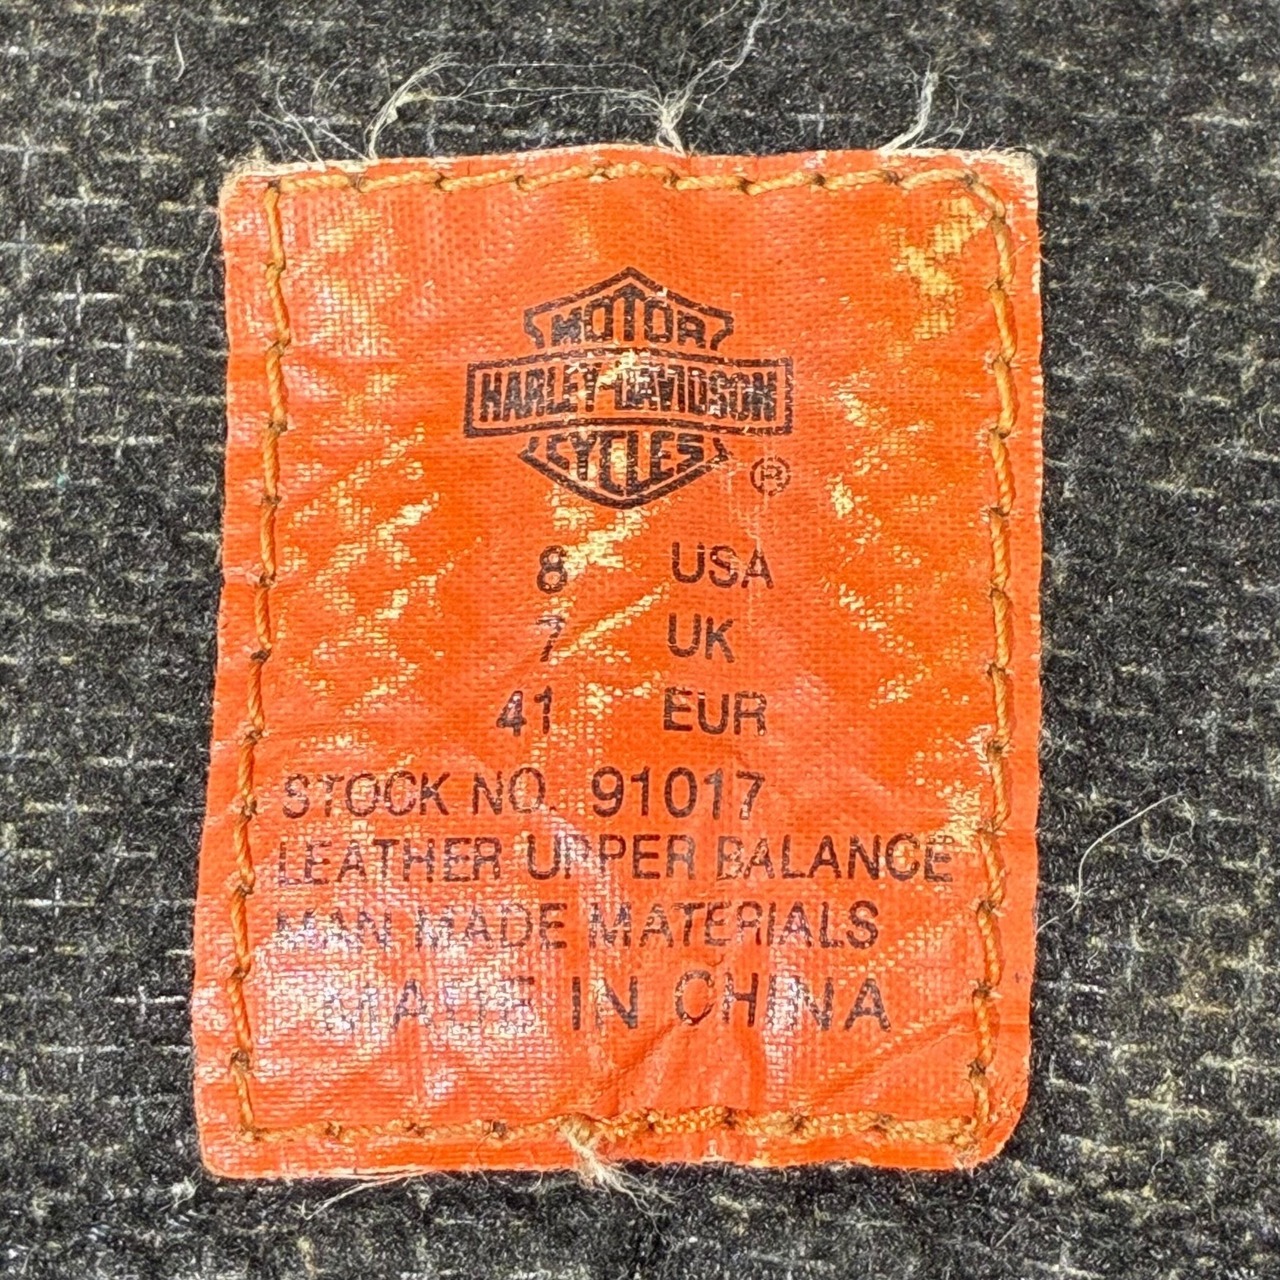 MOTOR
HARLEY-DAVIDSON
CYCLES
®
8 USA
7 UK
41 EUR
STOCK NO. 91017
LEATHER UPPER BALANCE
MAN MADE MATERIALS
MADE IN CHINA